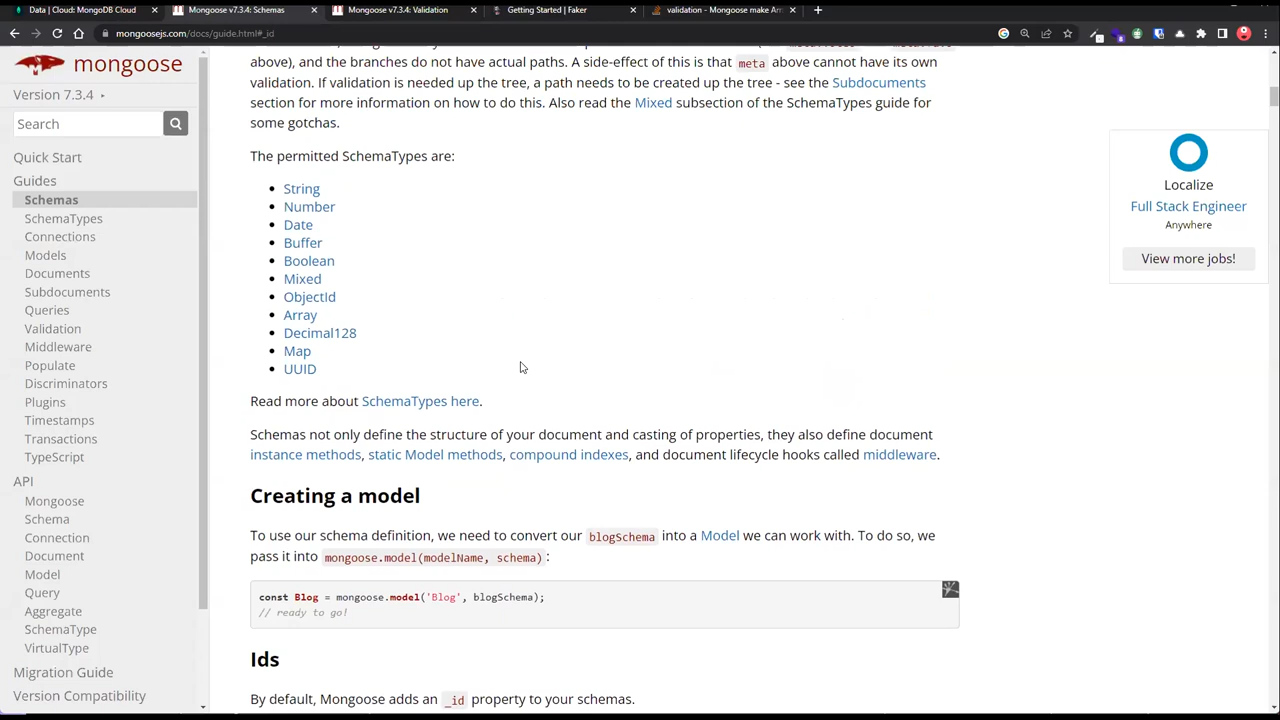 Data | Cloud: MongoDB Cloud
Mongoose v7.3.4: Schemas
Mongoose v7.3.4: Validation
Getting Started | Faker
validation - Mongoose make Arr
mongoosejs.com/docs/guide.html#_id
mongoose
Version 7.3.4
Search
Quick Start
Guides
Schemas
SchemaTypes
Connections
Models
Documents
Subdocuments
Queries
Validation
Middleware
Populate
Discriminators
Plugins
Timestamps
Transactions
TypeScript
API
Mongoose
Schema
Connection
Document
Model
Query
Aggregate
SchemaType
VirtualType
Migration Guide
Version Compatibility
above), and the branches do not have actual paths. A side-effect of this is that meta above cannot have its own
validation. If validation is needed up the tree, a path needs to be created up the tree - see the Subdocuments
section for more information on how to do this. Also read the Mixed subsection of the SchemaTypes guide for
some gotchas.
The permitted SchemaTypes are:
String
Number
Date
Buffer
Boolean
Mixed
ObjectId
Array
Decimal128
Map
UUID
Read more about SchemaTypes here.
Schemas not only define the structure of your document and casting of properties, they also define document
instance methods, static Model methods, compound indexes, and document lifecycle hooks called middleware.
Creating a model
To use our schema definition, we need to convert our blogSchema into a Model we can work with. To do so, we
pass it into mongoose.model(modelName, schema):
const Blog = mongoose.model('Blog', blogSchema);
// ready to go!
Ids
By default, Mongoose adds an _id property to your schemas.
Localize
Full Stack Engineer
Anywhere
View more jobs!